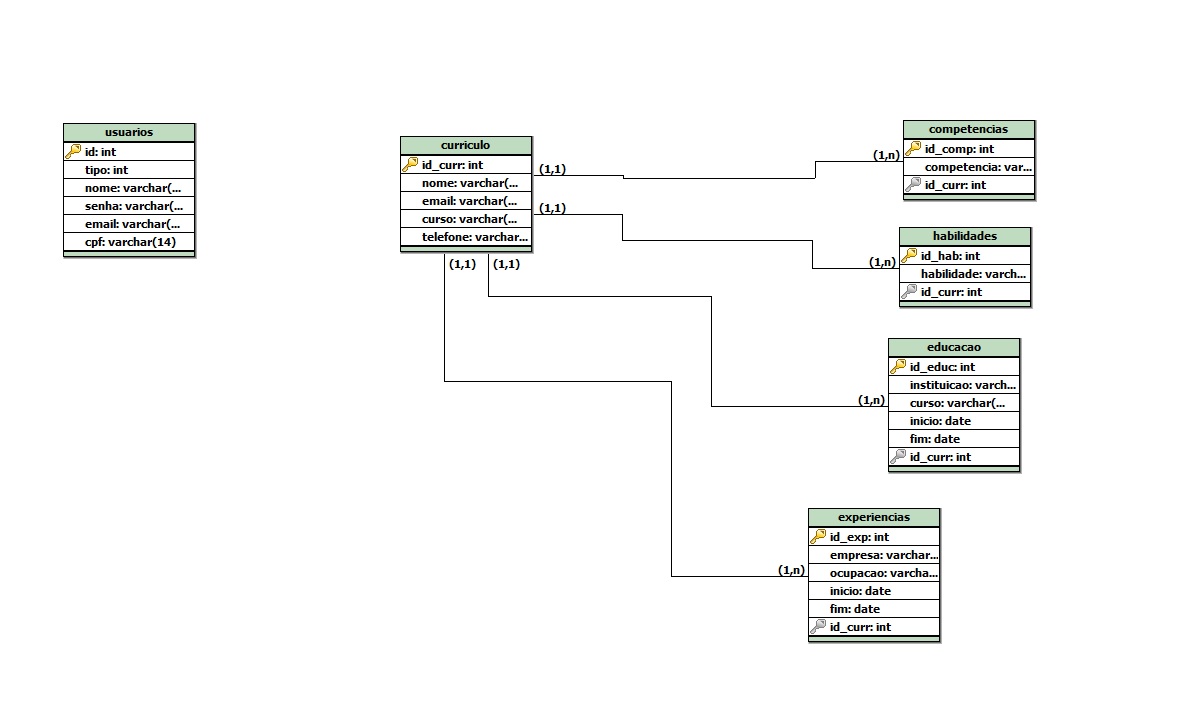 usuarios
id: int
tipo: int
nome: varchar(...
senha: varchar(...
email: varchar(...
cpf: varchar(14)
curriculo
id_curr: int
nome: varchar(...
email: varchar(...
curso: varchar(...
telefone: varchar...
(1,1)
(1,1)
(1,1)
(1,1)
(1,n)
competencias
id_comp: int
competencia: var...
id_curr: int
(1,n)
habilidades
id_hab: int
habilidade: varch...
id_curr: int
(1,n)
educacao
id_educ: int
instituicao: varch...
curso: varchar(...
inicio: date
fim: date
id_curr: int
(1,n)
experiencias
id_exp: int
empresa: varchar...
ocupacao: varcha...
inicio: date
fim: date
id_curr: int